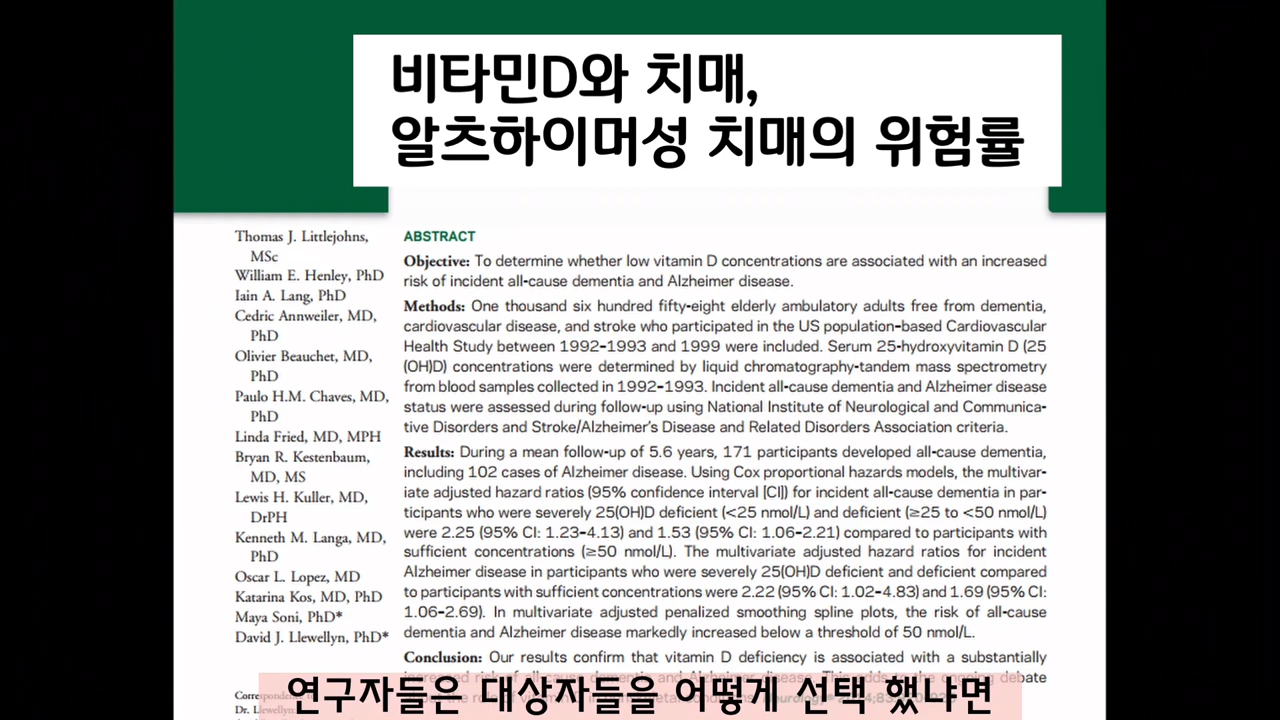 비타민D와 치매,
알츠하이머성 치매의 위험률
Thomas J. Littlejohns,
MSc
William E. Henley, PhD
Iain A. Lang, PhD
Cedric Annweiler, MD,
PhD
Olivier Beauchet, MD,
PhD
Paulo H.M. Chaves, MD,
PhD
Linda Fried, MD, MPH
Bryan R. Kestenbaum,
MD, MS
Lewis H. Kuller, MD,
DrPH
Kenneth M. Langa, MD,
PhD
Oscar L. Lopez, MD
Katarina Kos, MD, PhD
Maya Soni, PhD*
David J. Llewellyn, PhD*
ABSTRACT
Objective: To determine whether low vitamin D concentrations are associated with an increased
risk of incident all-cause dementia and Alzheimer disease.
Methods: One thousand six hundred fifty-eight elderly ambulatory adults free from dementia,
cardiovascular disease, and stroke who participated in the US population–based Cardiovascular
Health Study between 1992–1993 and 1999 were included. Serum 25-hydroxyvitamin D (25
(OH)D) concentrations were determined by liquid chromatography-tandem mass spectrometry
from blood samples collected in 1992–1993. Incident all-cause dementia and Alzheimer disease
status were assessed during follow-up using National Institute of Neurological and Communica-
tive Disorders and Stroke/Alzheimer's Disease and Related Disorders Association criteria.
Results: During a mean follow-up of 5.6 years, 171 participants developed all-cause dementia,
including 102 cases of Alzheimer disease. Using Cox proportional hazards models, the multivar-
iate adjusted hazard ratios (95% confidence interval [CI]) for incident all-cause dementia in par-
ticipants who were severely 25(OH)D deficient (<25 nmol/L) and deficient (≥25 to <50 nmol/L)
were 2.25 (95% CI: 1.23–4.13) and 1.53 (95% CI: 1.06–2.21) compared to participants with
sufficient concentrations (≥50 nmol/L). The multivariate adjusted hazard ratios for incident
Alzheimer disease in participants who were severely 25(OH)D deficient and deficient compared
to participants with sufficient concentrations were 2.22 (95% CI: 1.02–4.83) and 1.69 (95% CI:
1.06–2.69). In multivariate adjusted penalized smoothing spline plots, the risk of all-cause
dementia and Alzheimer disease markedly increased below a threshold of 50 nmol/L.
Conclusion: Our results confirm that vitamin D deficiency is associated with a substantially
increased risk of all-cause dementia and Alzheimer disease. This adds to the ongoing debate
연구자들은 대상자들을 어떻게 선택 했냐면